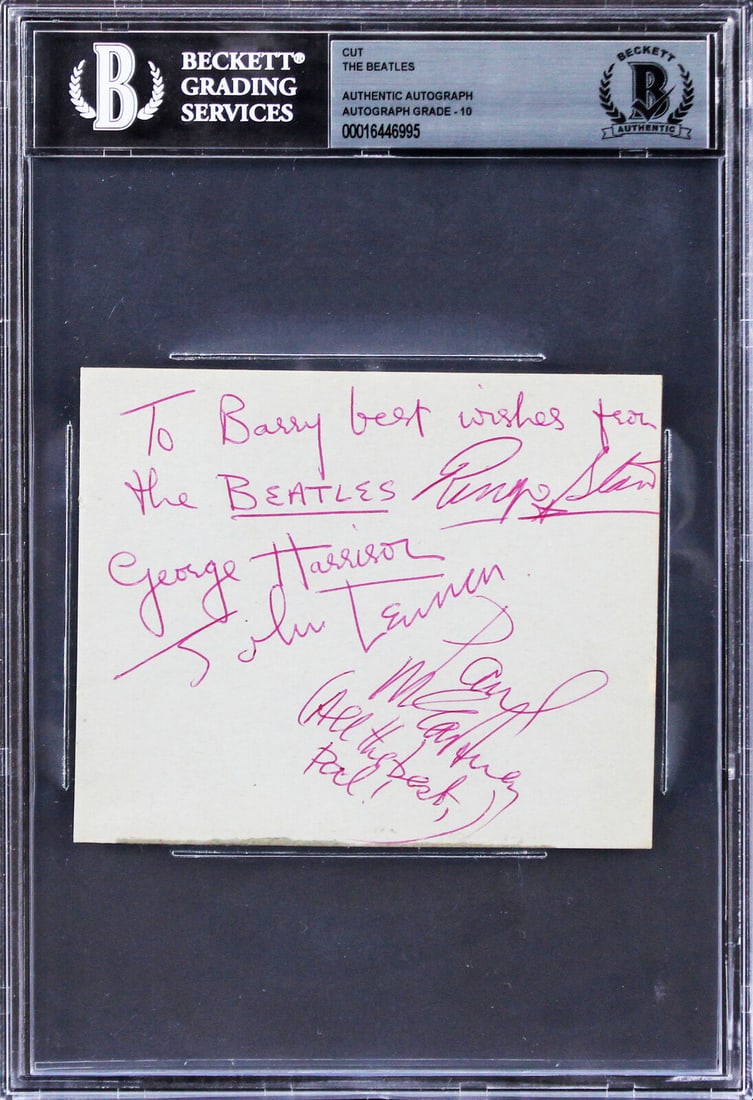 BECKETT®
GRADING
SERVICES
CUT
THE BEATLES
AUTHENTIC AUTOGRAPH
AUTOGRAPH GRADE - 10
00016446995
BECKETT
B
AUTHENTIC
To Barry best wishes from
the BEATLES Ringo Starr
George Harrison
John Lennon
Paul
McCartney
(All the best,
Pal,)